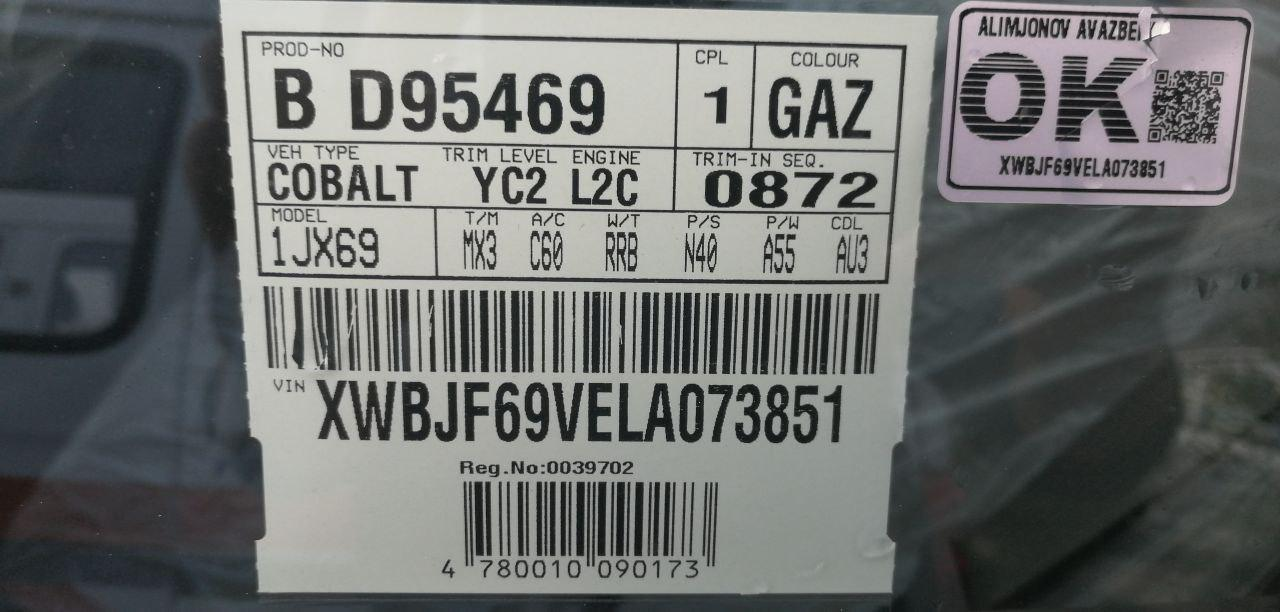 PROD-NO CPL COLOUR
B D95469 1 GAZ
VEH TYPE TRIM LEVEL ENGINE TRIM-IN SEQ.
COBALT YC2 L2C 0872
MODEL T/M A/C W/T P/S P/W CDL
1JX69 MX3 C60 RRB N40 A55 AU3
VIN XWBJF69VELA073851
Reg.No:0039702
4 780010 090173
ALIMJONOV AVAZBE
OK
XWBJF69VELA073851